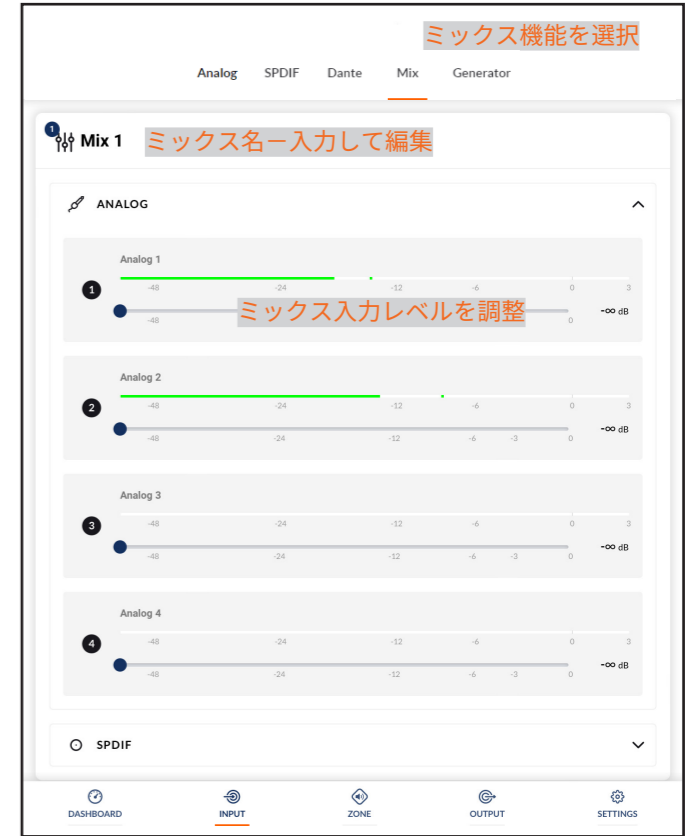 ミックス機能を選択
Analog SPDIF Dante Mix Generator
1 Mix 1 ミックス名ー入力して編集
ANALOG
Analog 1
1
-48 -24 -12 -6 0 3
ミックス入力レベルを調整
-48 0
-∞ dB
Analog 2
2
-48 -24 -12 -6 0 3
-48 -24 -12 -6 -3 0
-∞ dB
Analog 3
3
-48 -24 -12 -6 0 3
-48 -24 -12 -6 -3 0
-∞ dB
Analog 4
4
-48 -24 -12 -6 0 3
-48 -24 -12 -6 -3 0
-∞ dB
SPDIF
DASHBOARD INPUT ZONE OUTPUT SETTINGS